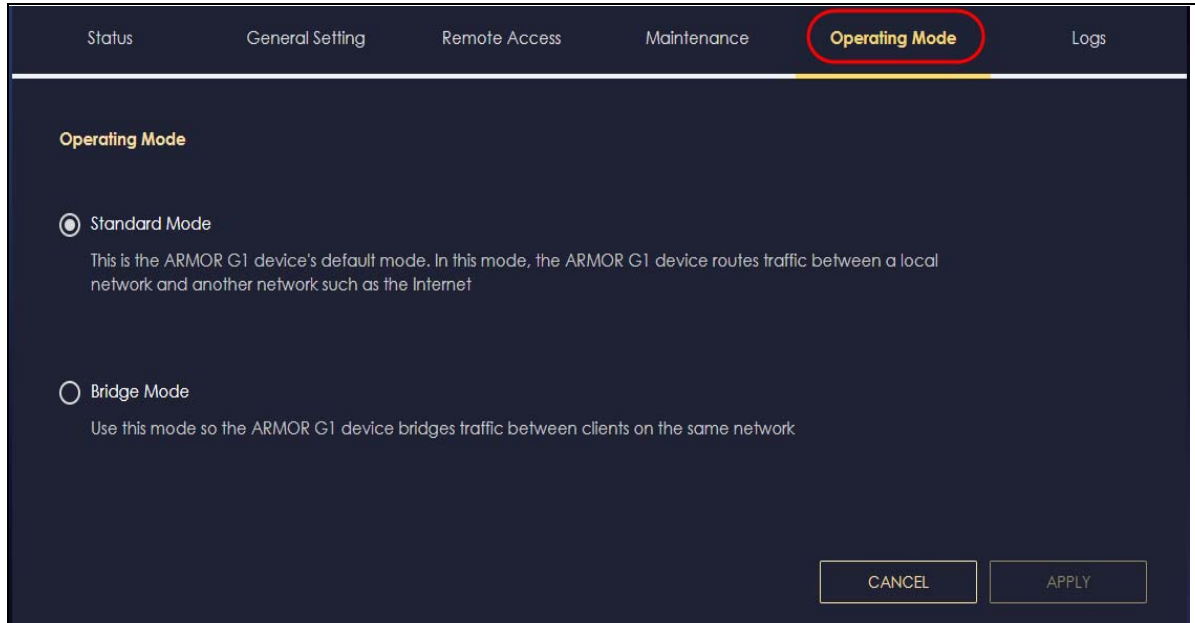 Status General Setting Remote Access Maintenance Operating Mode Logs
Operating Mode
Standard Mode
This is the ARMOR G1 device's default mode. In this mode, the ARMOR G1 device routes traffic between a local
network and another network such as the Internet
Bridge Mode
Use this mode so the ARMOR G1 device bridges traffic between clients on the same network
CANCEL APPLY